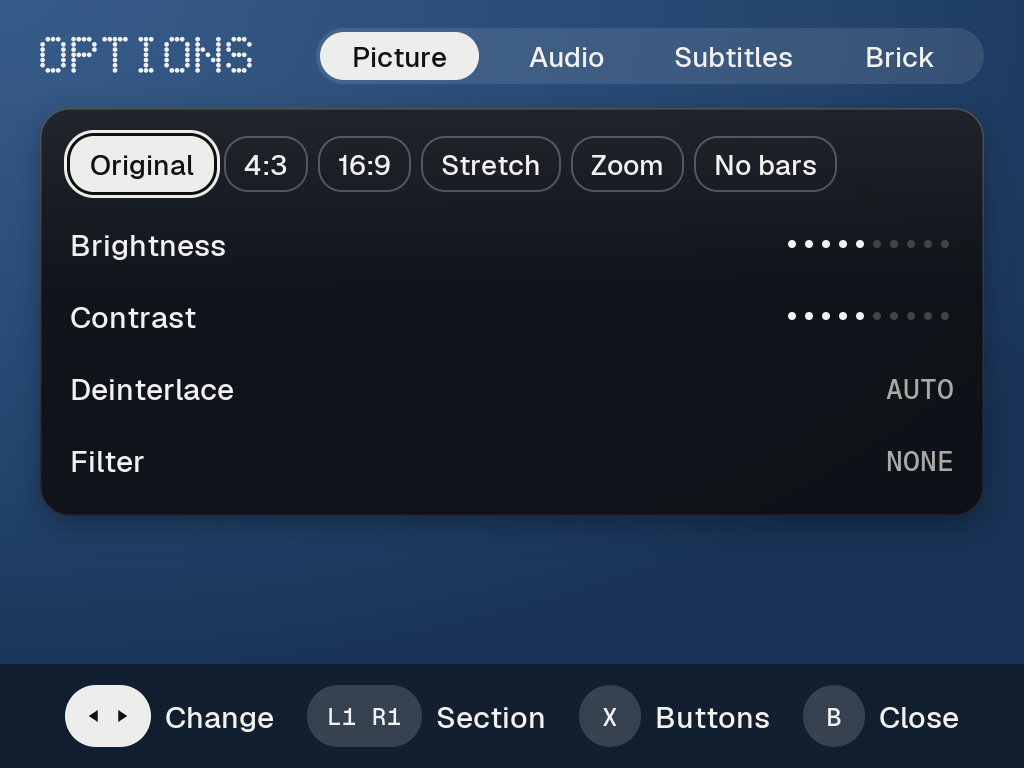 OPTIONS Picture Audio Subtitles Brick
Original 4:3 16:9 Stretch Zoom No bars
Brightness
Contrast
Deinterlace AUTO
Filter NONE
Change L1 R1 Section X Buttons B Close